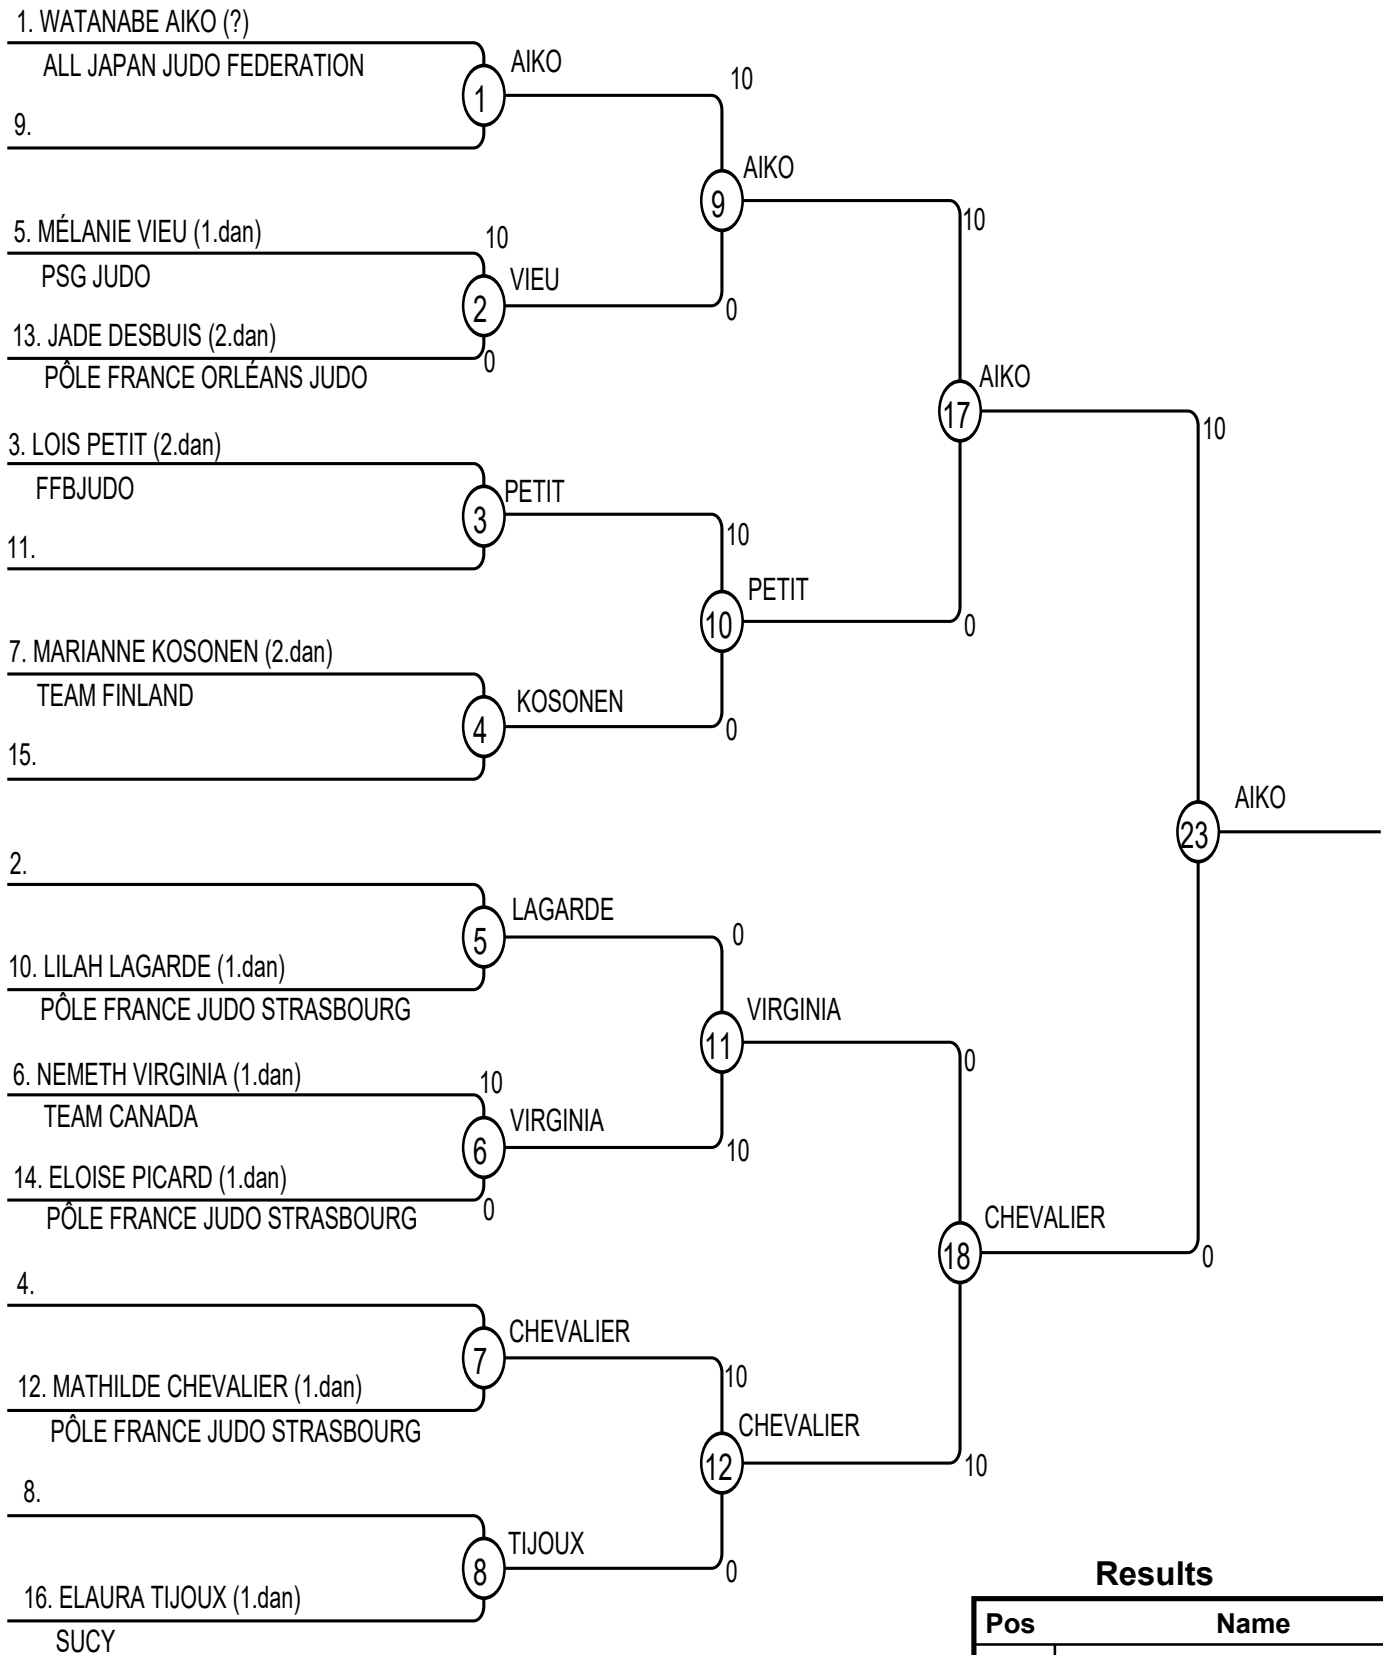 1. WATANABE AIKO (?)
ALL JAPAN JUDO FEDERATION
1
AIKO
10
9.
9
AIKO
10
5. MÉLANIE VIEU (1.dan)
10
PSG JUDO
2
VIEU
0
13. JADE DESBUIS (2.dan)
0
PÔLE FRANCE ORLÉANS JUDO
17
AIKO
10
3. LOIS PETIT (2.dan)
FFBJUDO
3
PETIT
10
11.
10
PETIT
0
7. MARIANNE KOSONEN (2.dan)
TEAM FINLAND
4
KOSONEN
0
15.
23
AIKO
2.
5
LAGARDE
0
10. LILAH LAGARDE (1.dan)
PÔLE FRANCE JUDO STRASBOURG
11
VIRGINIA
0
6. NEMETH VIRGINIA (1.dan)
10
TEAM CANADA
6
VIRGINIA
10
14. ELOISE PICARD (1.dan)
0
PÔLE FRANCE JUDO STRASBOURG
18
CHEVALIER
0
4.
7
CHEVALIER
10
12. MATHILDE CHEVALIER (1.dan)
PÔLE FRANCE JUDO STRASBOURG
12
CHEVALIER
10
8.
8
TIJOUX
0
16. ELAURA TIJOUX (1.dan)
SUCY
Results
Pos Name